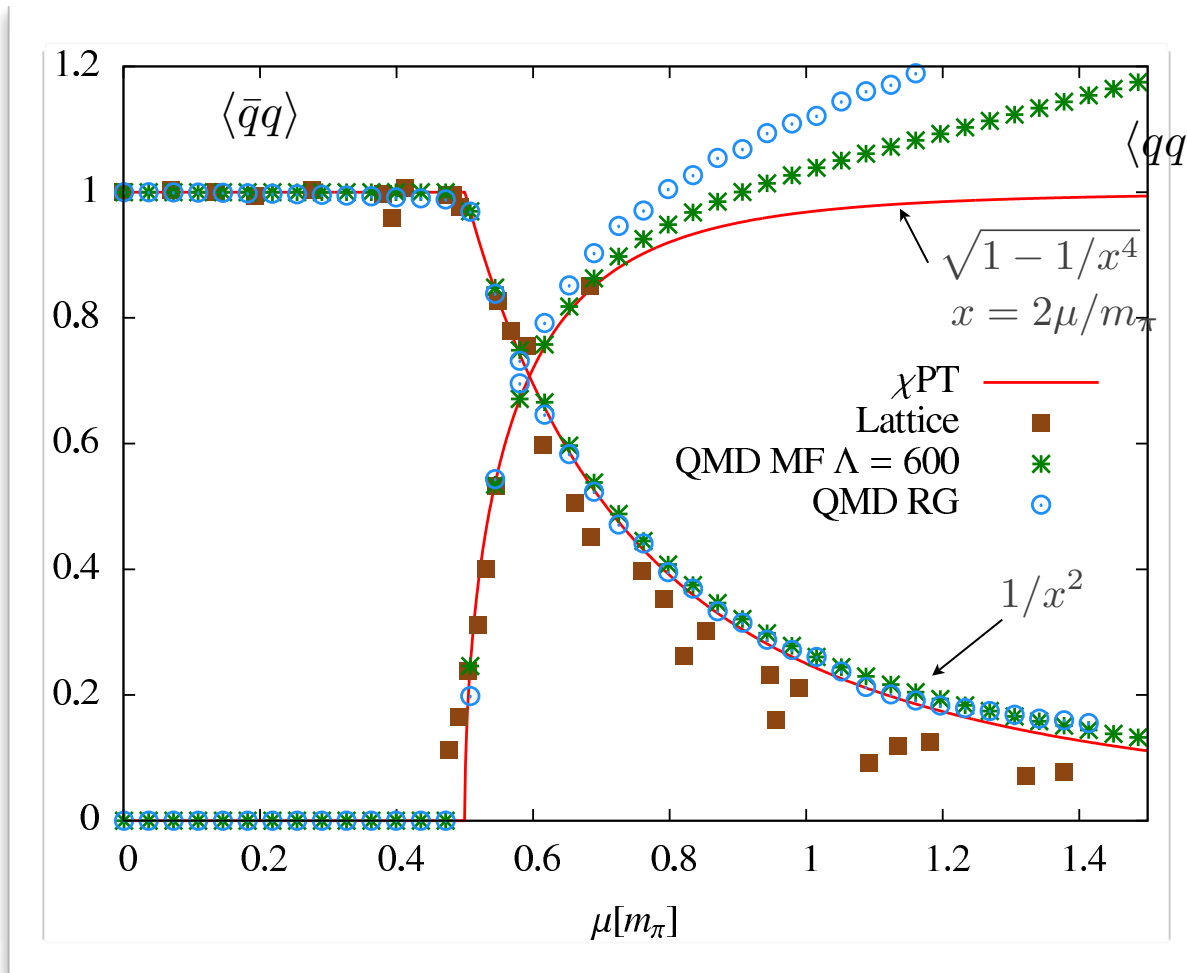 1.2
⟨q̄q⟩
⟨qq
1
√1 − 1/x⁴
0.8
x = 2μ/mπ
χPT
Lattice
0.6
QMD MF Λ = 600
QMD RG
0.4
1/x²
0.2
0
0 0.2 0.4 0.6 0.8 1 1.2 1.4
μ[mπ]